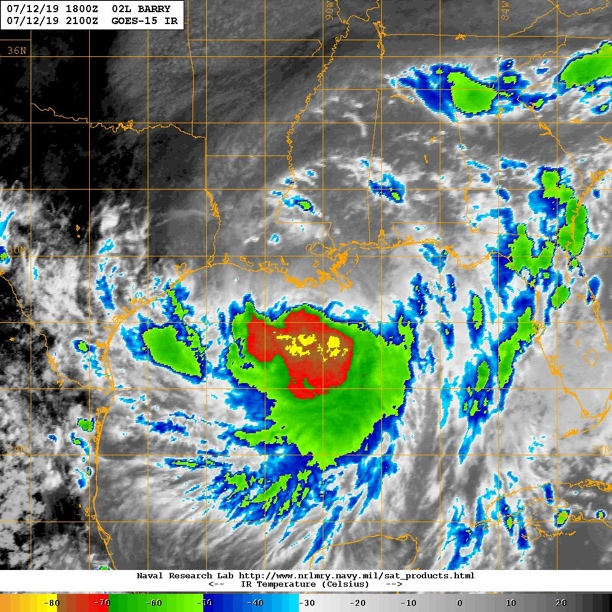 07/12/19 1800Z 02L BARRY
07/12/19 2100Z GOES-15 IR
90W
84W
36N
Naval Research Lab http://www.nrlmry.navy.mil/sat_products.html
<-- IR Temperature (Celsius) -->
-80 -70 -60 -50 -40 -30 -20 -10 0 10 20